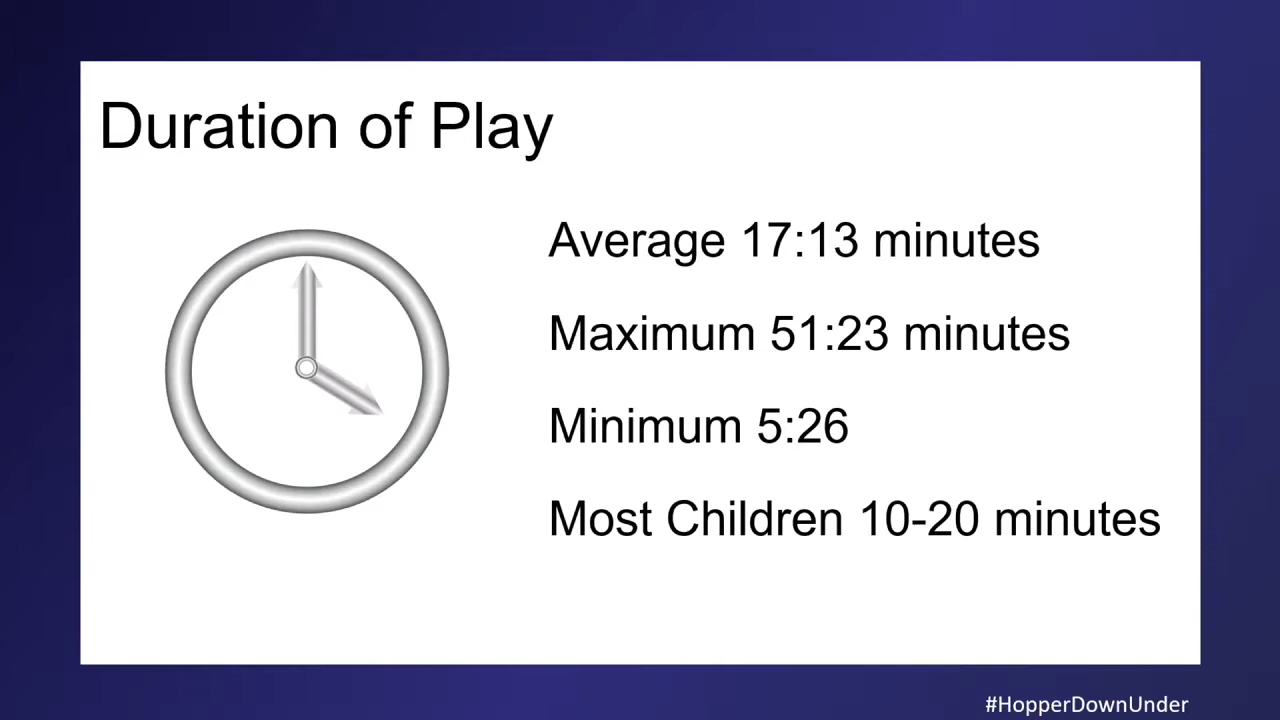 Duration of Play
Average 17:13 minutes
Maximum 51:23 minutes
Minimum 5:26
Most Children 10-20 minutes
#HopperDownUnder